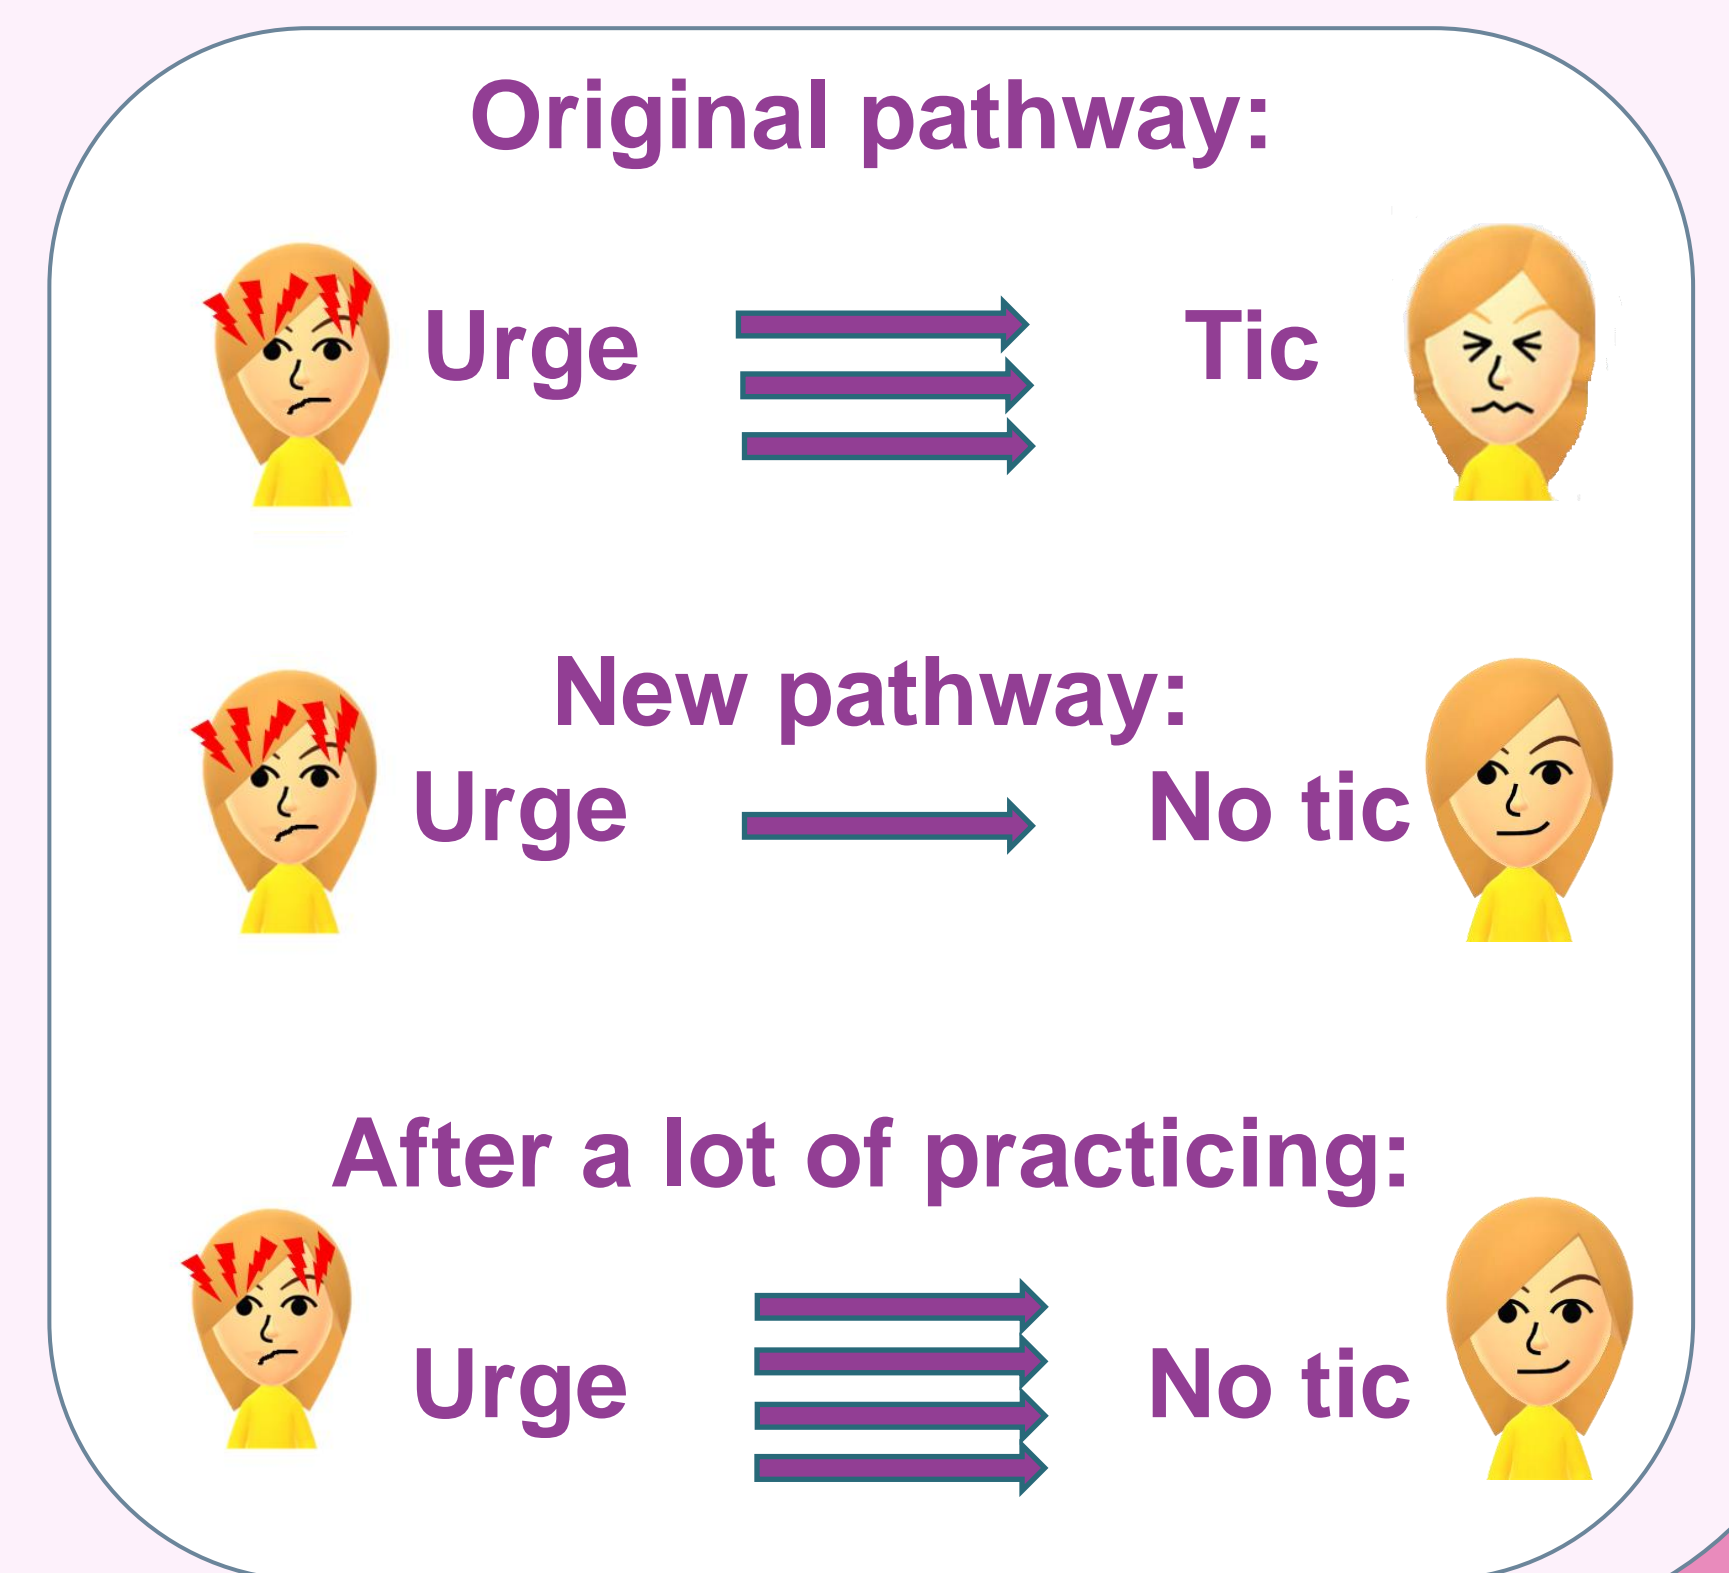 Original pathway:
Urge Tic
New pathway:
Urge No tic
After a lot of practicing:
Urge No tic